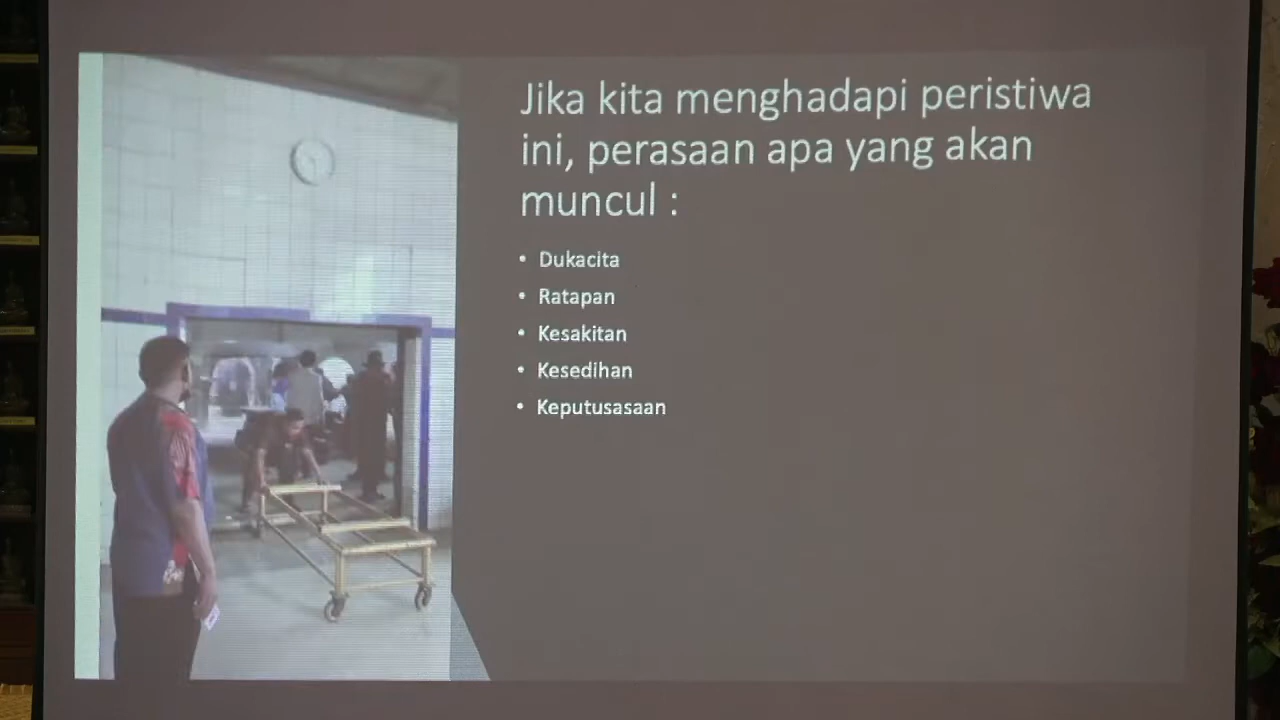 Jika kita menghadapi peristiwa
ini, perasaan apa yang akan
muncul :
• Dukacita
• Ratapan
• Kesakitan
• Kesedihan
• Keputusasaan